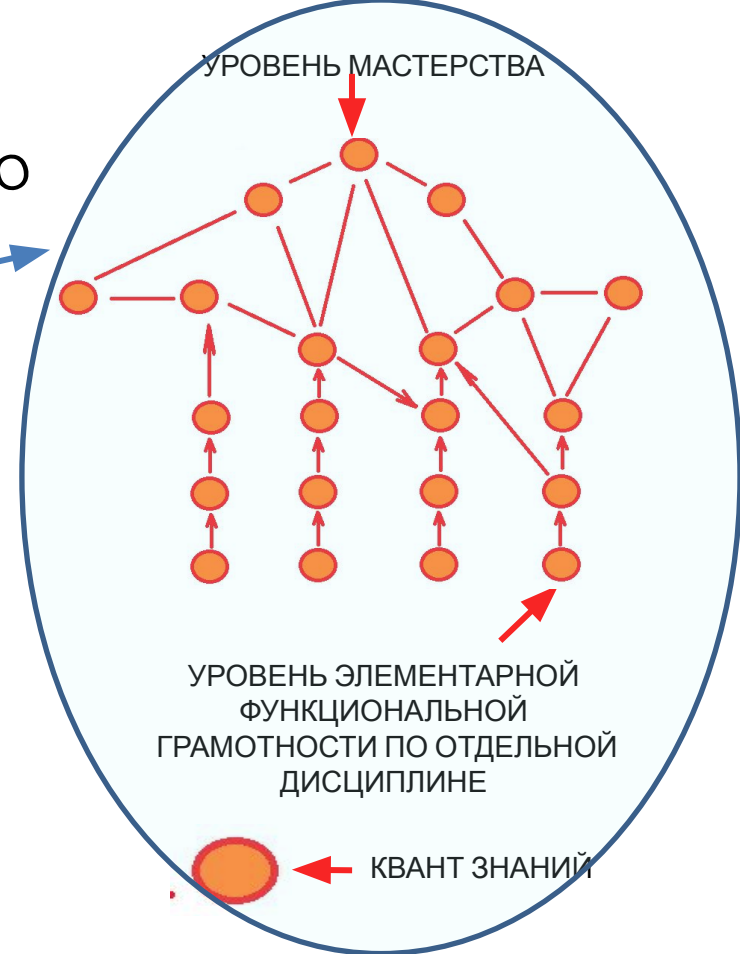 УРОВЕНЬ МАСТЕРСТВА
О
УРОВЕНЬ ЭЛЕМЕНТАРНОЙ
ФУНКЦИОНАЛЬНОЙ
ГРАМОТНОСТИ ПО ОТДЕЛЬНОЙ
ДИСЦИПЛИНЕ
КВАНТ ЗНАНИЙ